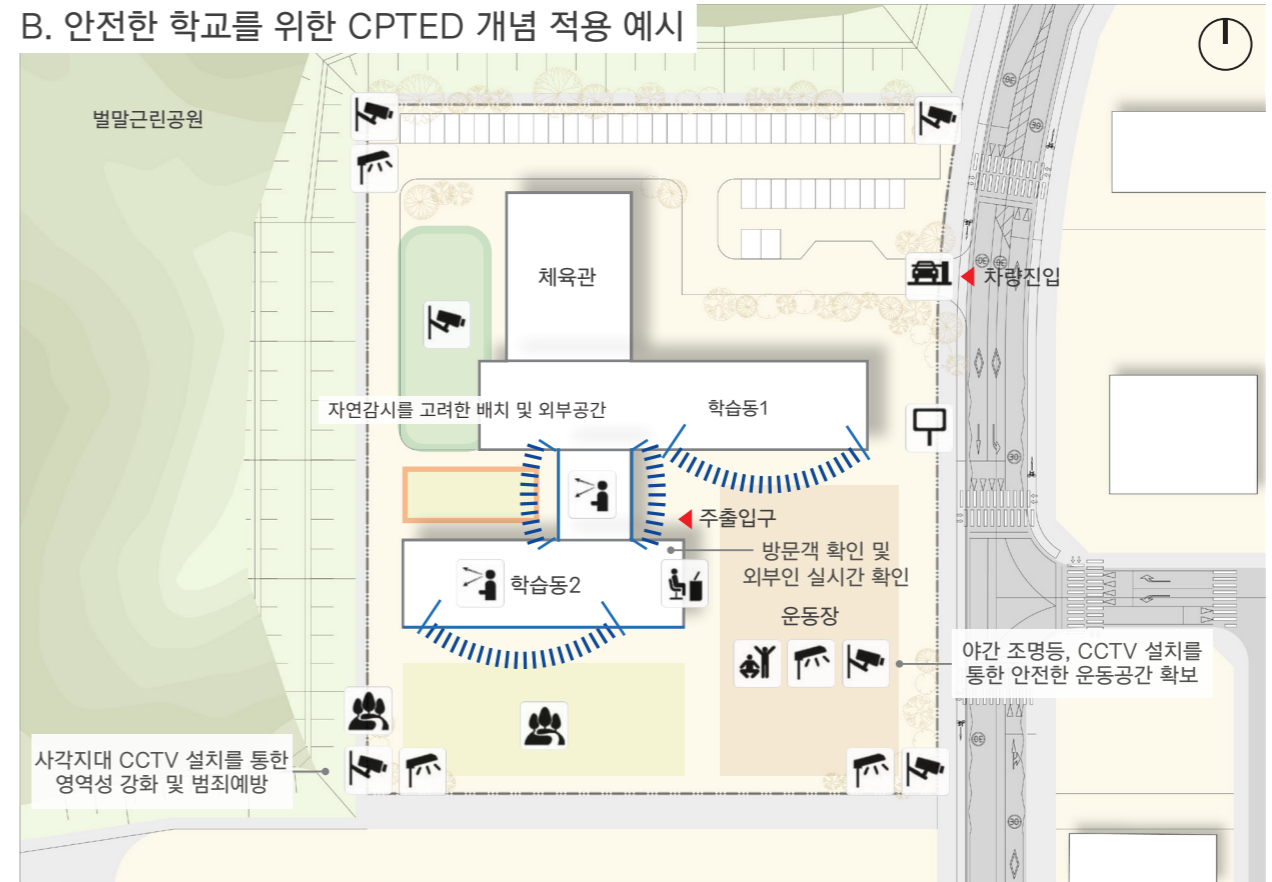 B. 안전한 학교를 위한 CPTED 개념 적용 예시
벌말근린공원
체육관
차량진입
자연감시를 고려한 배치 및 외부공간
학습동1
주출입구
방문객 확인 및
외부인 실시간 확인
학습동2
운동장
야간 조명등, CCTV 설치를
통한 안전한 운동공간 확보
사각지대 CCTV 설치를 통한
영역성 강화 및 범죄예방